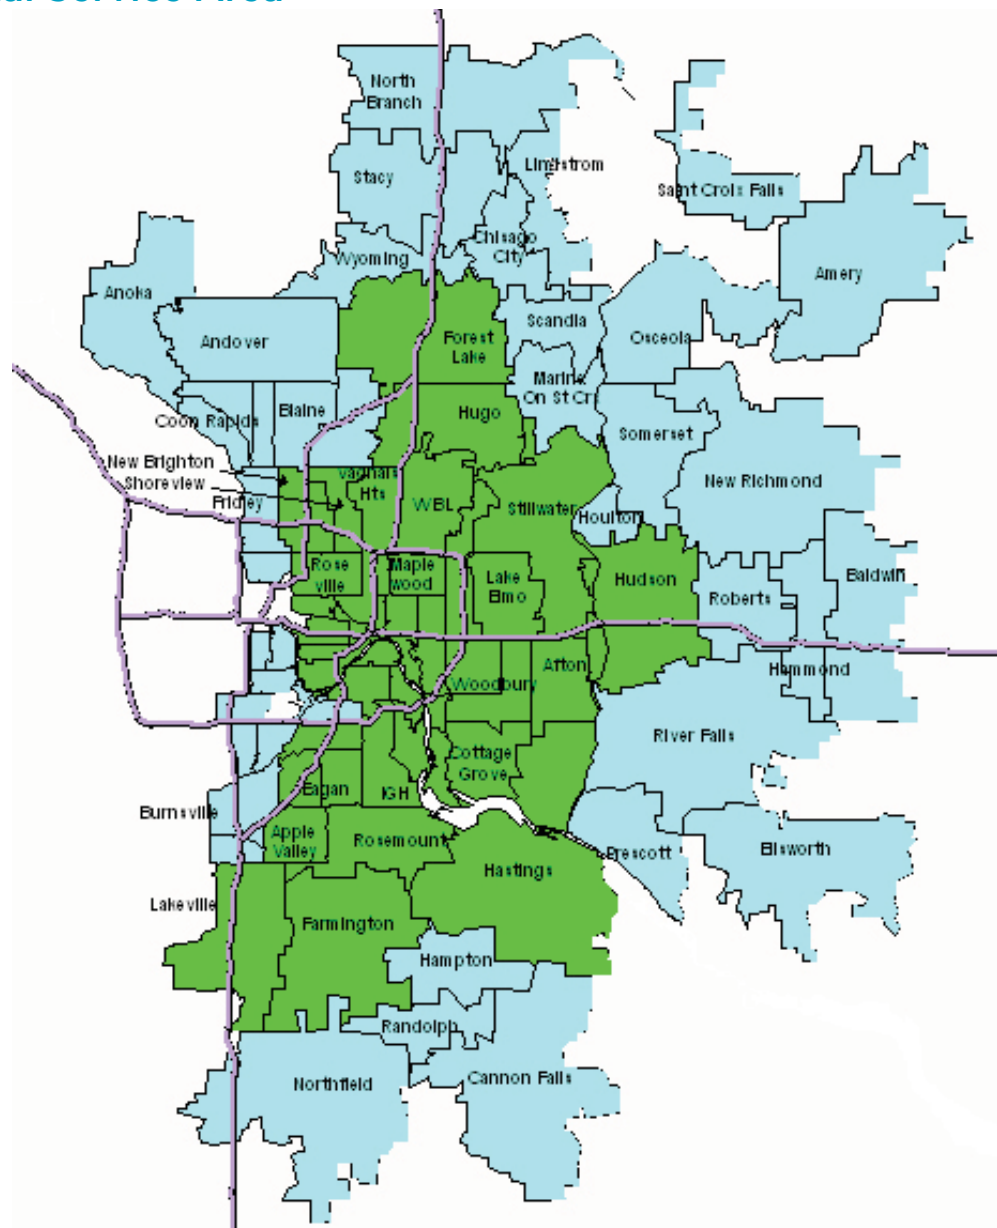 Service Area
North
Branch
Lindstrom
Stacy
Saint Croix Falls
Chisago
City
Wyoming
Amery
Anoka
Scandia
Forest
Lake
Osceola
Andover
Marine
On St Cr
Hugo
Blaine
Coon Rapids
Somerset
New Brighton
Shoreview
Vadnais
Hts
New Richmond
Fridley
WBL
Stillwater
Houlton
Rose
ville
Maple
wood
Lake
Elmo
Hudson
Baldwin
Roberts
Afton
Hammond
Woodbury
River Falls
Cottage
Grove
Eagan
IGH
Burnsville
Apple
Valley
Rosemount
Prescott
Ellsworth
Hastings
Lakeville
Farmington
Hampton
Randolph
Northfield
Cannon Falls